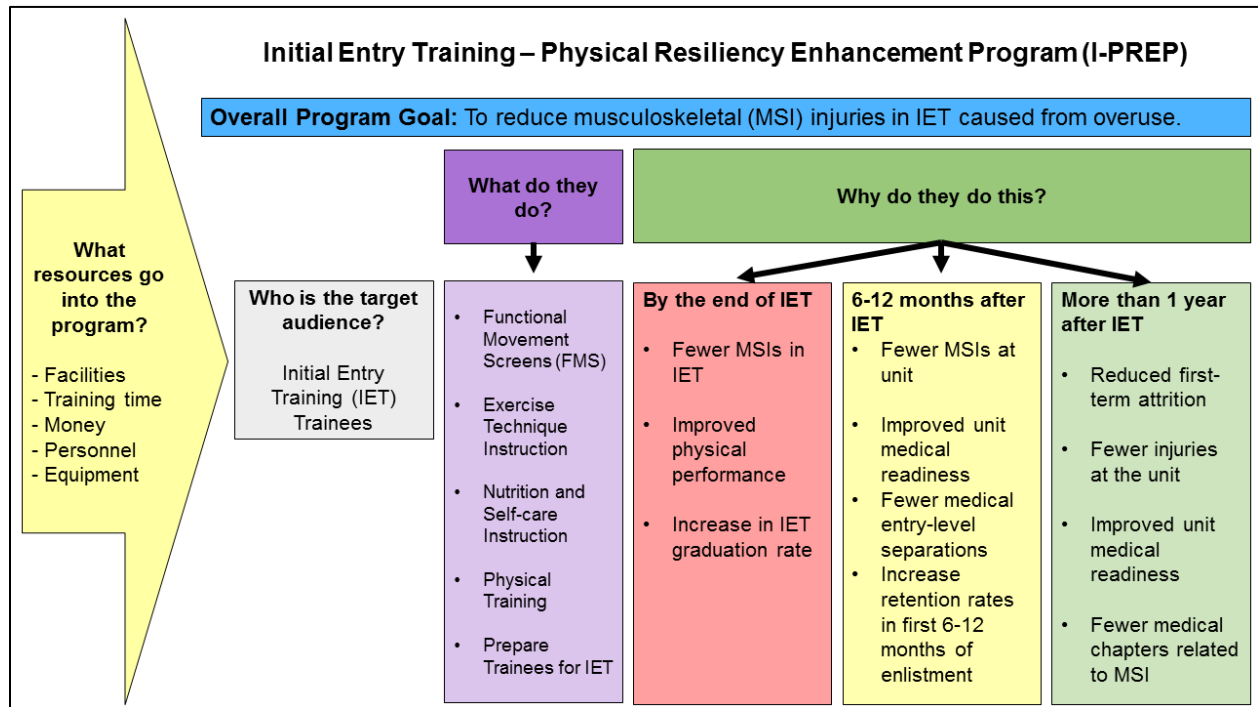 Initial Entry Training – Physical Resiliency Enhancement Program (I-PREP)
Overall Program Goal: To reduce musculoskeletal (MSI) injuries in IET caused from overuse.
What
resources go
into the
program?
- Facilities
- Training time
- Money
- Personnel
- Equipment
Who is the target
audience?
Initial Entry
Training (IET)
Trainees
What do they
do?
• Functional
Movement
Screens (FMS)
• Exercise
Technique
Instruction
• Nutrition and
Self-care
Instruction
• Physical
Training
• Prepare
Trainees for IET
Why do they do this?
By the end of IET
• Fewer MSIs in
IET
• Improved
physical
performance
• Increase in IET
graduation rate
6-12 months after
IET
• Fewer MSIs at
unit
• Improved unit
medical
readiness
• Fewer medical
entry-level
separations
• Increase
retention rates
in first 6-12
months of
enlistment
More than 1 year
after IET
• Reduced first-
term attrition
• Fewer injuries
at the unit
• Improved unit
medical
readiness
• Fewer medical
chapters related
to MSI